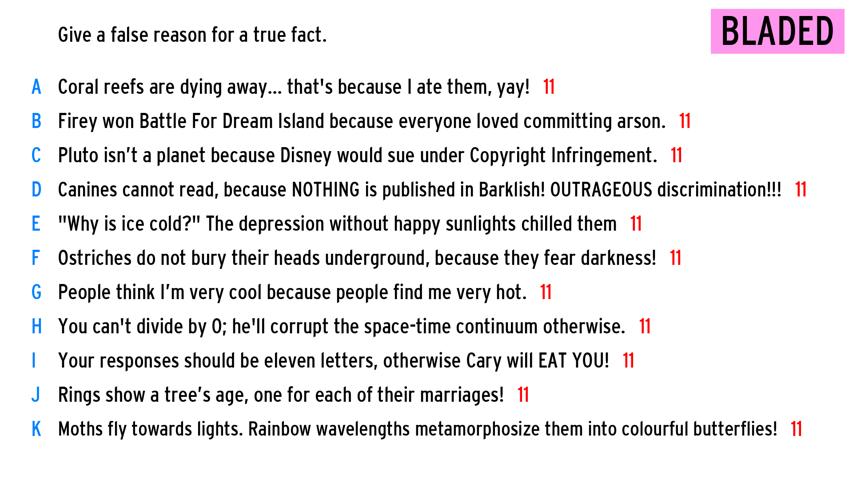 Give a false reason for a true fact.
BLADED
A Coral reefs are dying away... that's because I ate them, yay! 11
B Firey won Battle For Dream Island because everyone loved committing arson. 11
C Pluto isn’t a planet because Disney would sue under Copyright Infringement. 11
D Canines cannot read, because NOTHING is published in Barklish! OUTRAGEOUS discrimination!!! 11
E "Why is ice cold?" The depression without happy sunlights chilled them 11
F Ostriches do not bury their heads underground, because they fear darkness! 11
G People think I’m very cool because people find me very hot. 11
H You can't divide by 0; he'll corrupt the space-time continuum otherwise. 11
I Your responses should be eleven letters, otherwise Cary will EAT YOU! 11
J Rings show a tree’s age, one for each of their marriages! 11
K Moths fly towards lights. Rainbow wavelengths metamorphosize them into colourful butterflies! 11